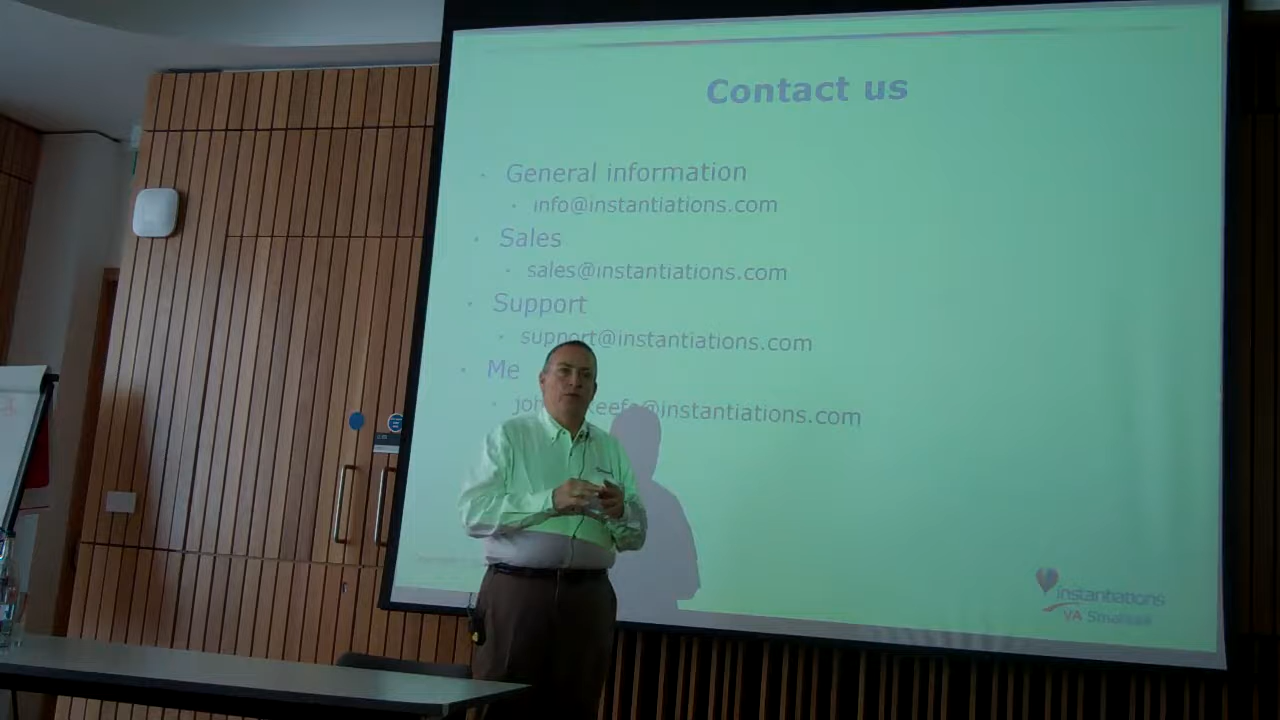 Contact us
General information
info@instantiations.com
Sales
sales@instantiations.com
Support
support@instantiations.com
Me
@instantiations.com
instantiations
VA